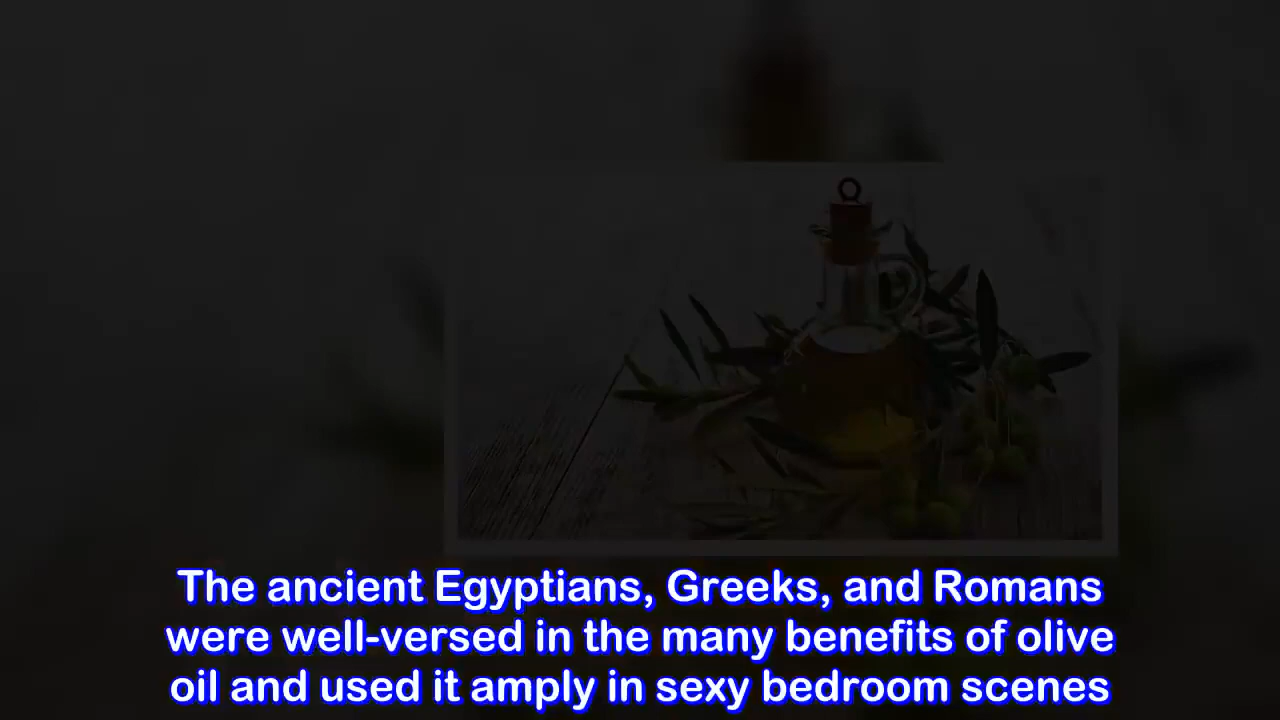 The ancient Egyptians, Greeks, and Romans
were well-versed in the many benefits of olive
oil and used it amply in sexy bedroom scenes